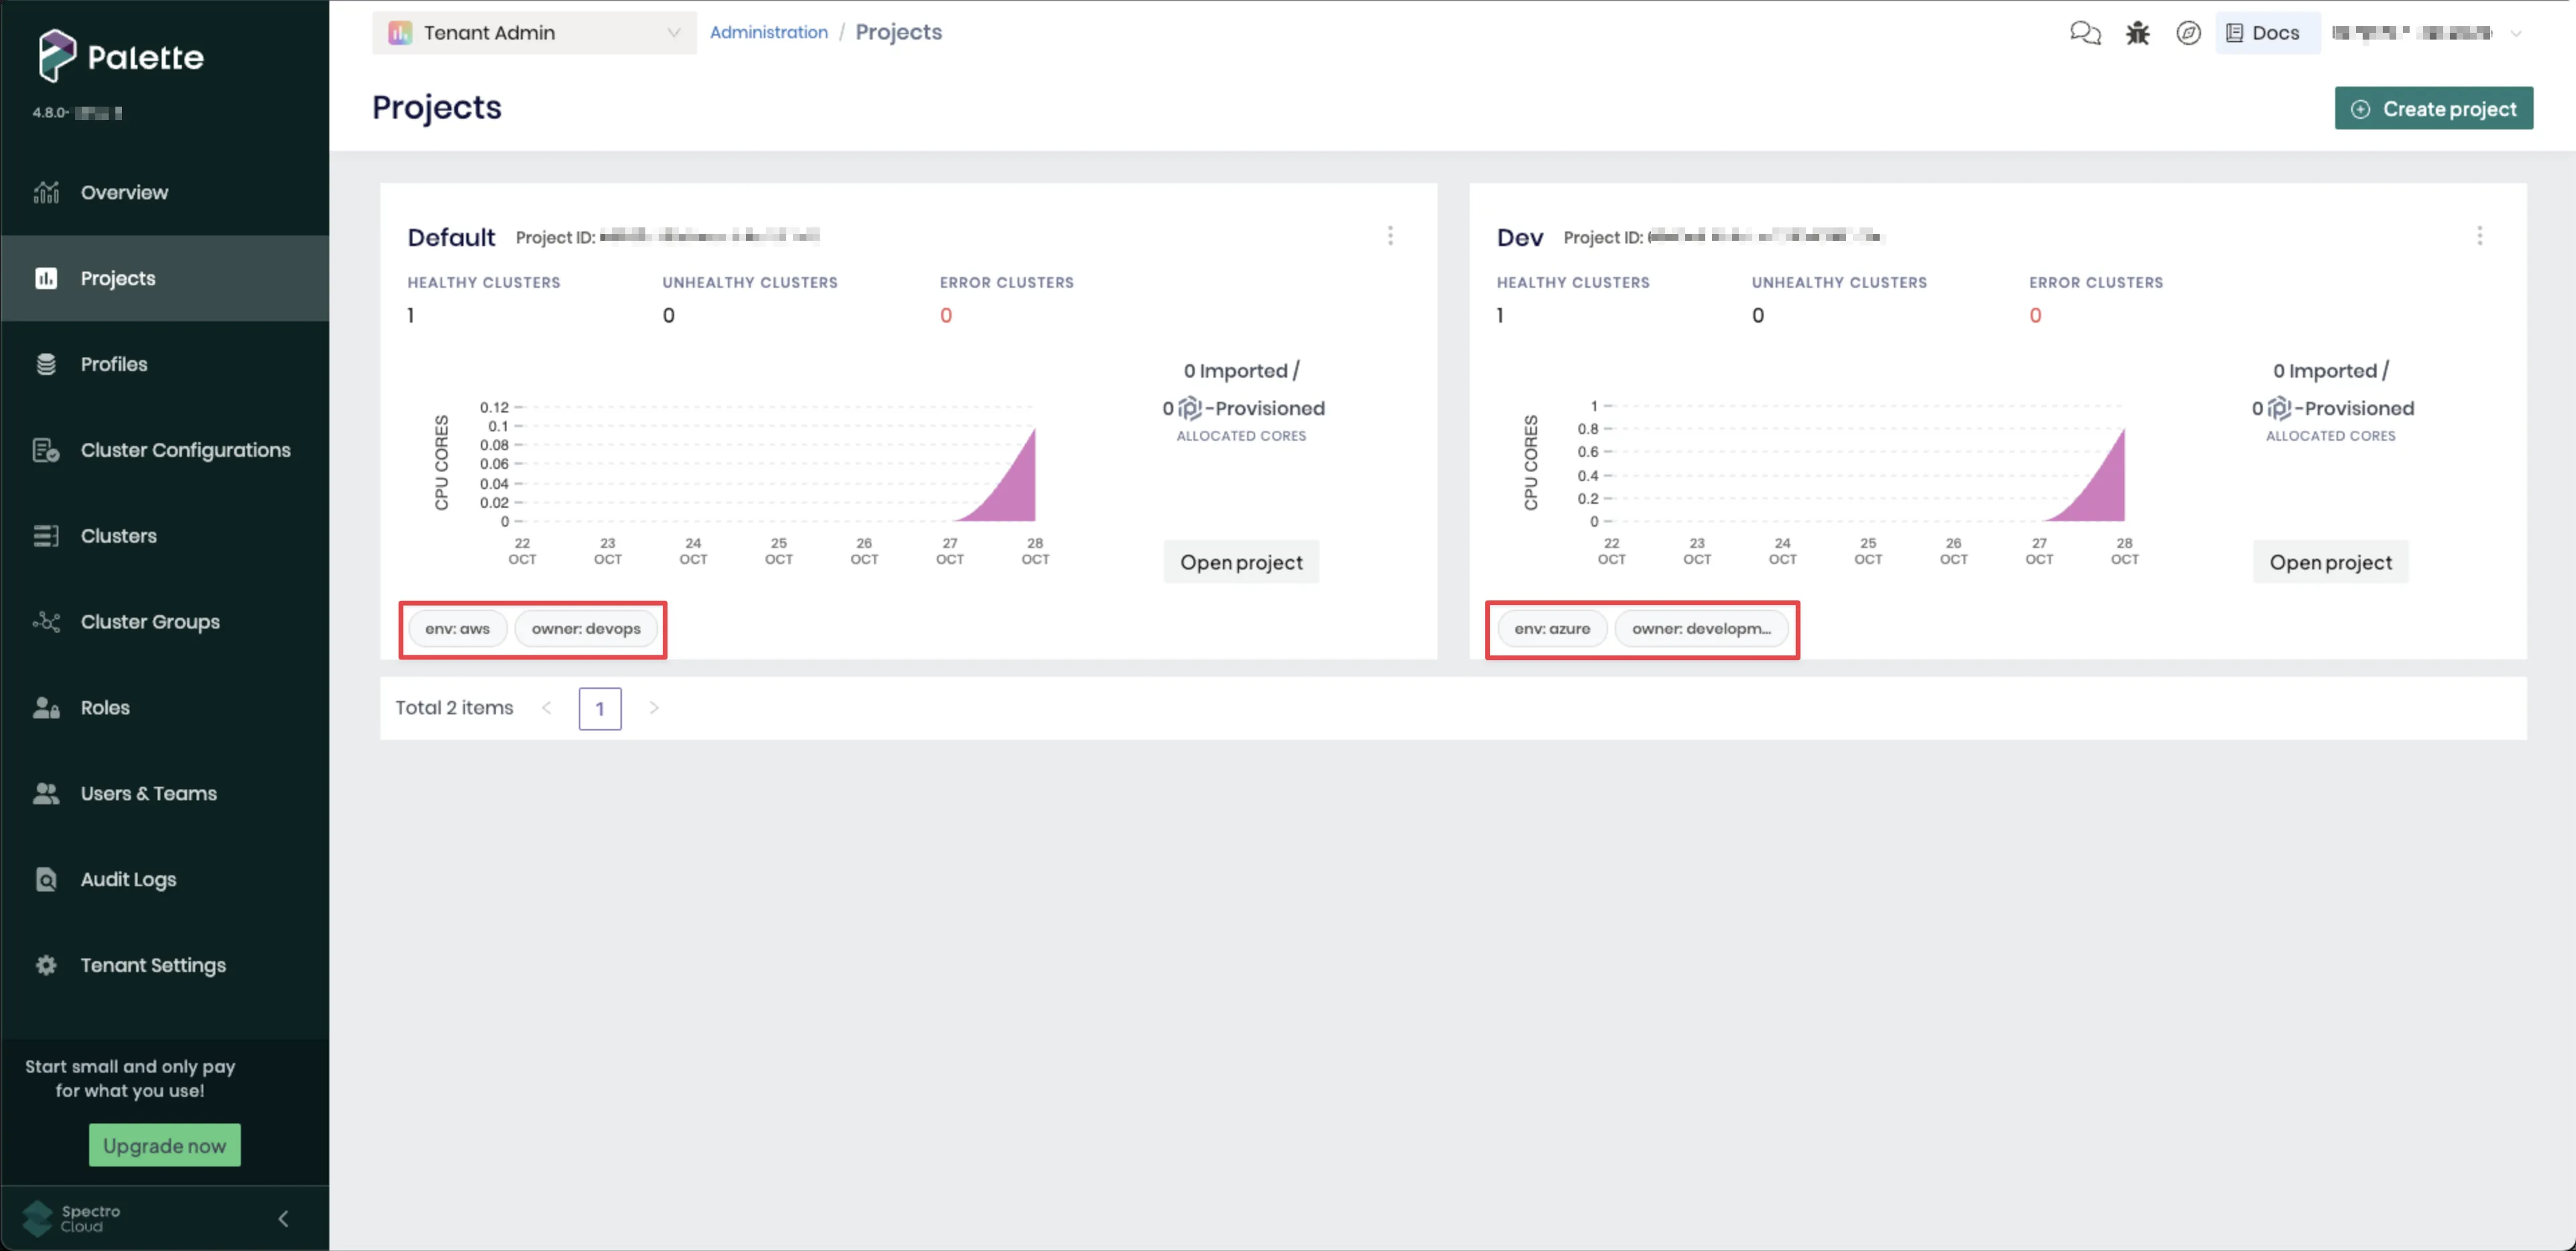 Palette
4.8.0-
Overview
Projects
Profiles
Cluster Configurations
Clusters
Cluster Groups
Roles
Users & Teams
Audit Logs
Tenant Settings
Start small and only pay
for what you use!
Upgrade now
Spectro
Cloud
Tenant Admin
Administration / Projects
Docs
Projects
Create project
Default Project ID:
HEALTHY CLUSTERS UNHEALTHY CLUSTERS ERROR CLUSTERS
1 0 0
CPU CORES
0.12
0.1
0.08
0.06
0.04
0.02
0
22 23 24 25 26 27 28
OCT OCT OCT OCT OCT OCT OCT
0 Imported /
0 -Provisioned
ALLOCATED CORES
Open project
env: aws owner: devops
Dev Project ID:
HEALTHY CLUSTERS UNHEALTHY CLUSTERS ERROR CLUSTERS
1 0 0
CPU CORES
1
0.8
0.6
0.4
0.2
0
22 23 24 25 26 27 28
OCT OCT OCT OCT OCT OCT OCT
0 Imported /
0 -Provisioned
ALLOCATED CORES
Open project
env: azure owner: developm...
Total 2 items < 1 >